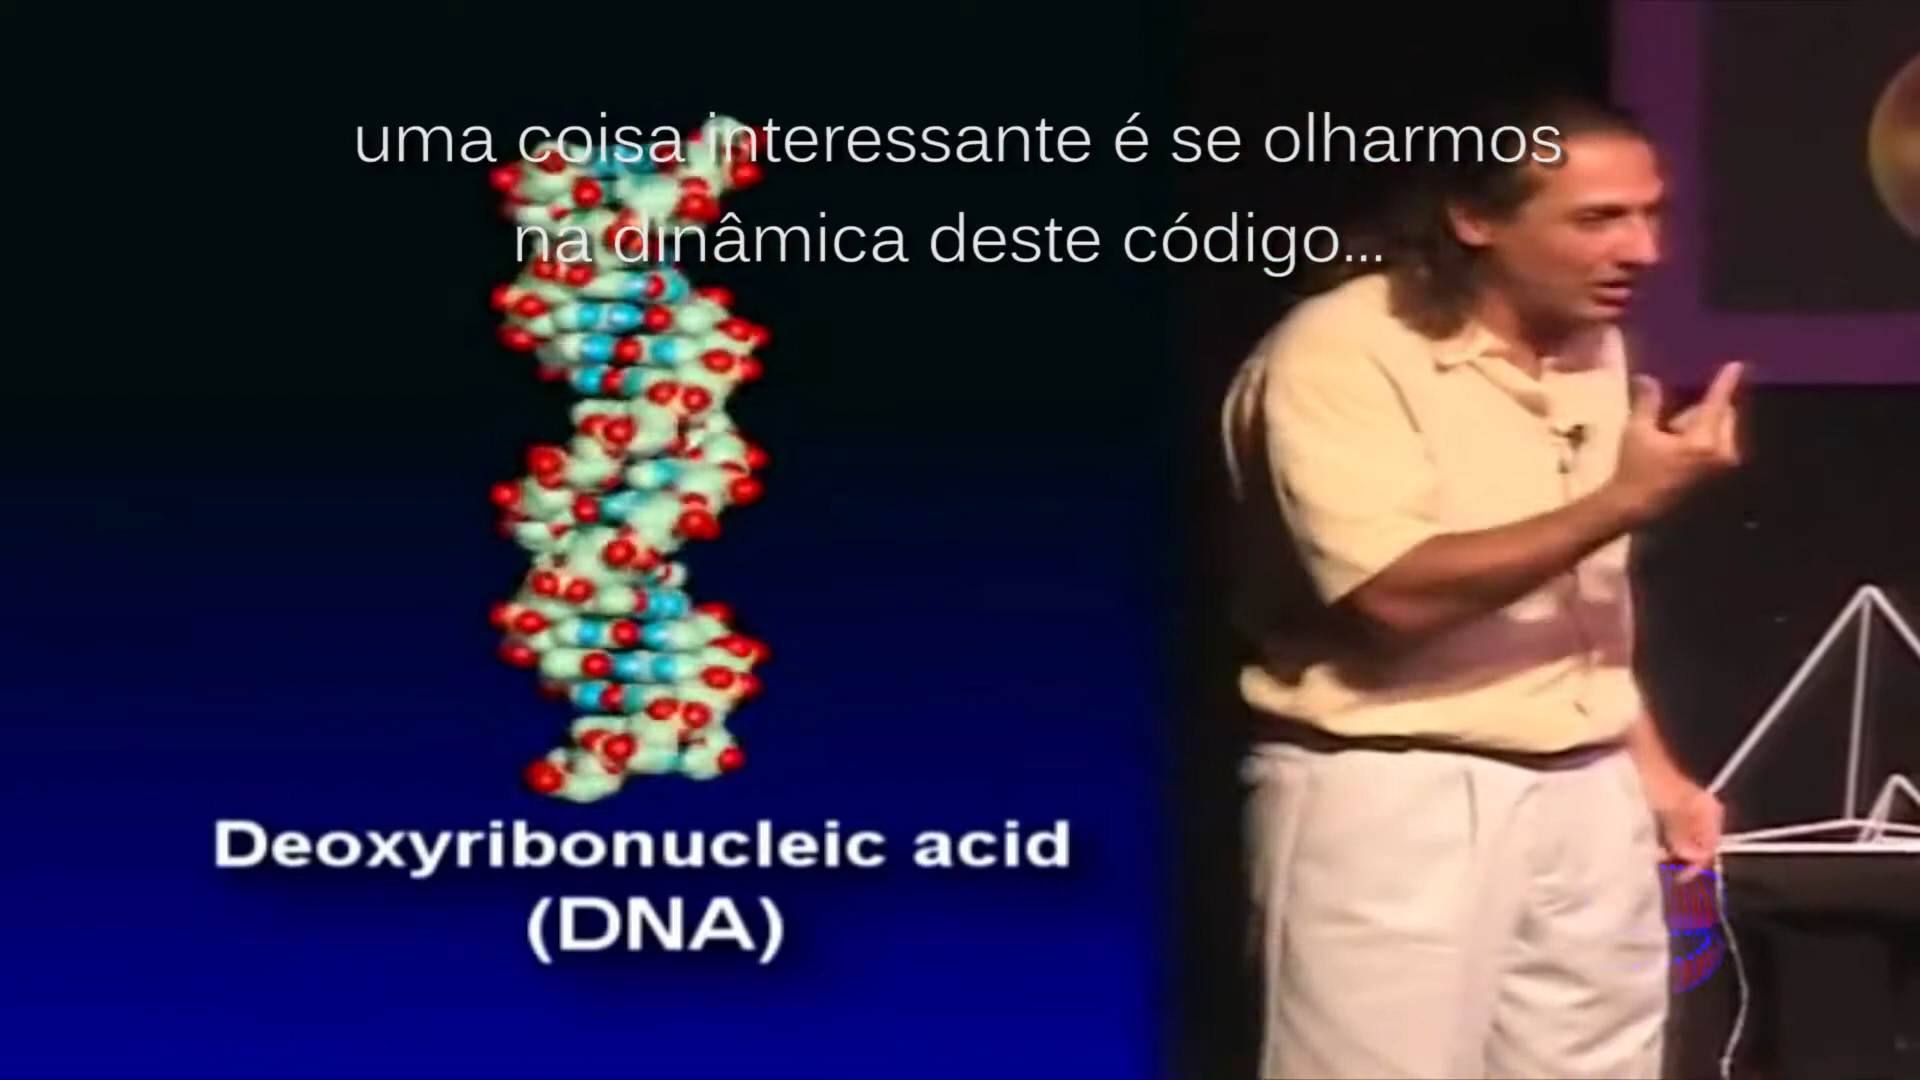 uma coisa interessante é se olharmos
na dinâmica deste código...
Deoxyribonucleic acid
(DNA)